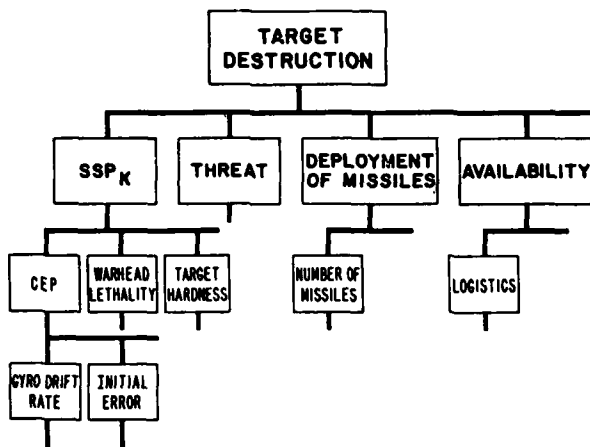 TARGET
DESTRUCTION
SSPK
THREAT
DEPLOYMENT
OF MISSILES
AVAILABILITY
CEP
WARHEAD
LETHALITY
TARGET
HARDNESS
NUMBER OF
MISSILES
LOGISTICS
GYRO DRIFT
RATE
INITIAL
ERROR